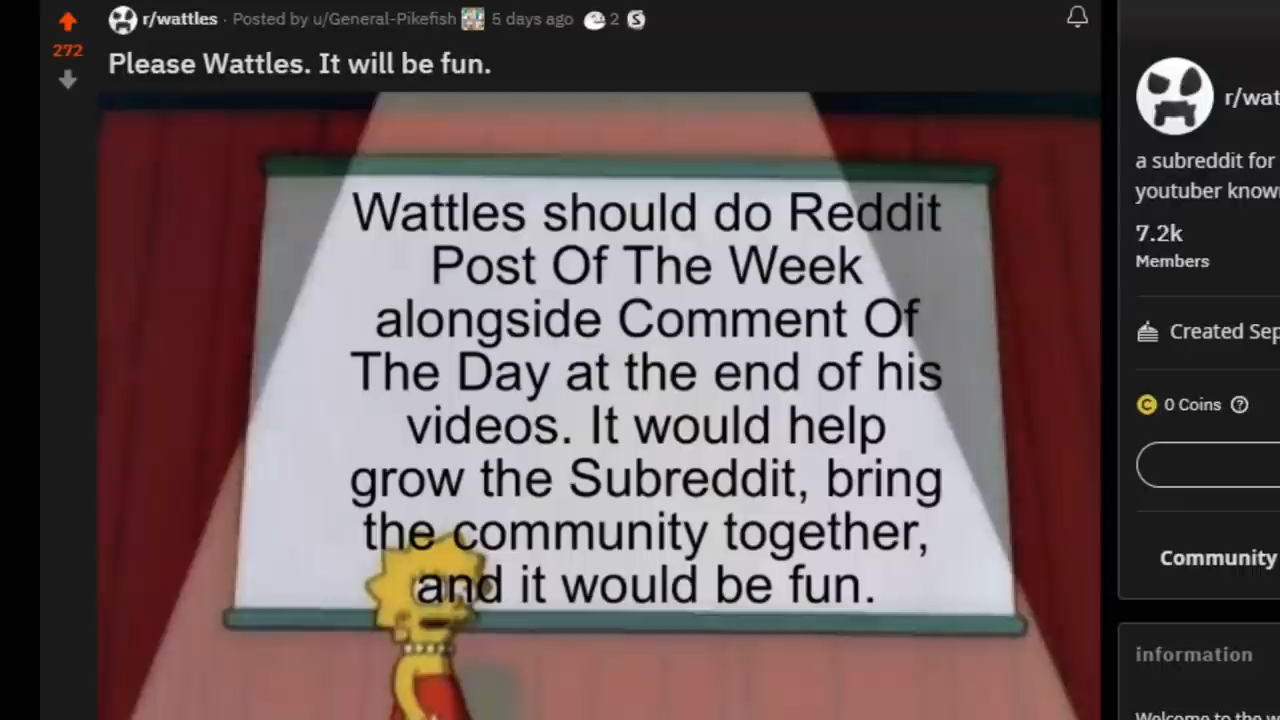 r/wattles · Posted by u/General-Pikefish 5 days ago 2 S
272
Please Wattles. It will be fun.
Wattles should do Reddit
Post Of The Week
alongside Comment Of
The Day at the end of his
videos. It would help
grow the Subreddit, bring
the community together,
and it would be fun.
r/wat
a subreddit for
youtuber know
7.2k
Members
Created Sep
C 0 Coins ?
Community
information
Welcome to the w